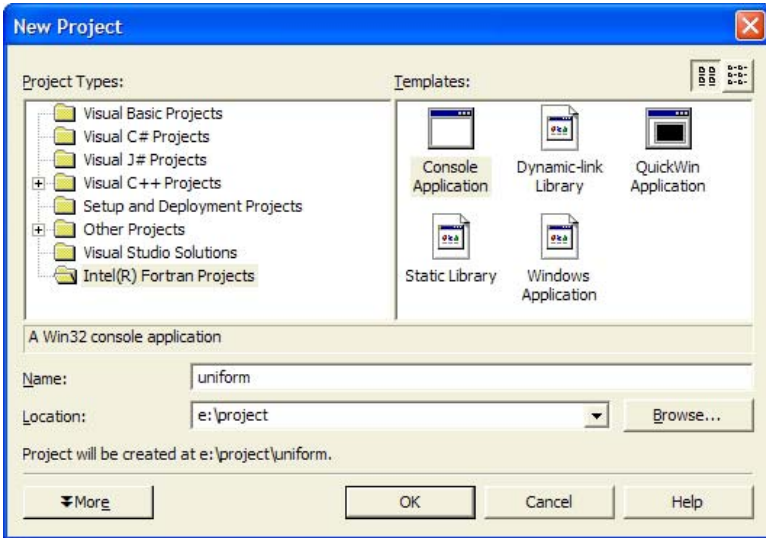 New Project
Project Types:
Templates:
Visual Basic Projects
Visual C# Projects
Visual J# Projects
Visual C++ Projects
Setup and Deployment Projects
Other Projects
Visual Studio Solutions
Intel(R) Fortran Projects
Console
Application
Dynamic-link
Library
QuickWin
Application
Static Library
Windows
Application
A Win32 console application
Name:
uniform
Location:
e:\project
Browse...
Project will be created at e:\project\uniform.
More
OK
Cancel
Help